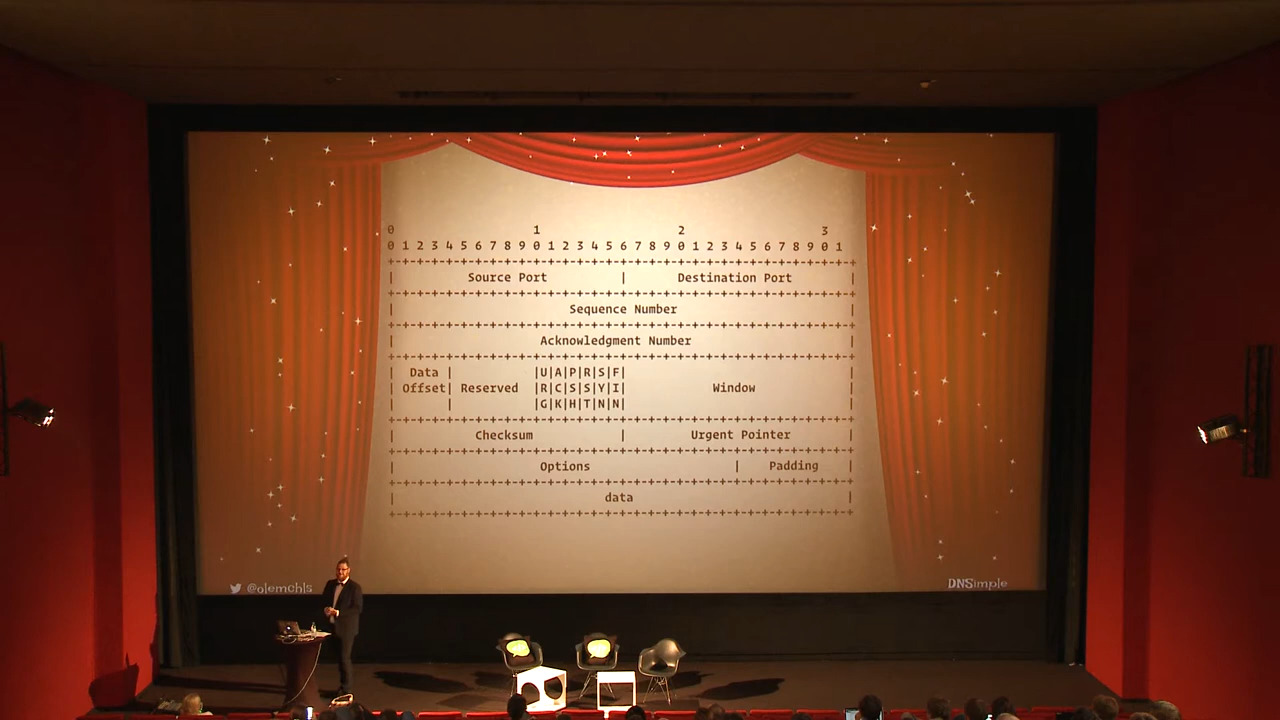 0 1 2 3
0 1 2 3 4 5 6 7 8 9 0 1 2 3 4 5 6 7 8 9 0 1 2 3 4 5 6 7 8 9 0 1
+-+-+-+-+-+-+-+-+-+-+-+-+-+-+-+-+-+-+-+-+-+-+-+-+-+-+-+-+-+-+-+-+
| Source Port | Destination Port |
+-+-+-+-+-+-+-+-+-+-+-+-+-+-+-+-+-+-+-+-+-+-+-+-+-+-+-+-+-+-+-+-+
| Sequence Number |
+-+-+-+-+-+-+-+-+-+-+-+-+-+-+-+-+-+-+-+-+-+-+-+-+-+-+-+-+-+-+-+-+
| Acknowledgment Number |
+-+-+-+-+-+-+-+-+-+-+-+-+-+-+-+-+-+-+-+-+-+-+-+-+-+-+-+-+-+-+-+-+
| Data | |U|A|P|R|S|F| |
| Offset| Reserved |R|C|S|S|Y|I| Window |
| | |G|K|H|T|N|N| |
+-+-+-+-+-+-+-+-+-+-+-+-+-+-+-+-+-+-+-+-+-+-+-+-+-+-+-+-+-+-+-+-+
| Checksum | Urgent Pointer |
+-+-+-+-+-+-+-+-+-+-+-+-+-+-+-+-+-+-+-+-+-+-+-+-+-+-+-+-+-+-+-+-+
| Options | Padding |
+-+-+-+-+-+-+-+-+-+-+-+-+-+-+-+-+-+-+-+-+-+-+-+-+-+-+-+-+-+-+-+-+
| data |
+-+-+-+-+-+-+-+-+-+-+-+-+-+-+-+-+-+-+-+-+-+-+-+-+-+-+-+-+-+-+-+-+
@olemchls
DNSimple